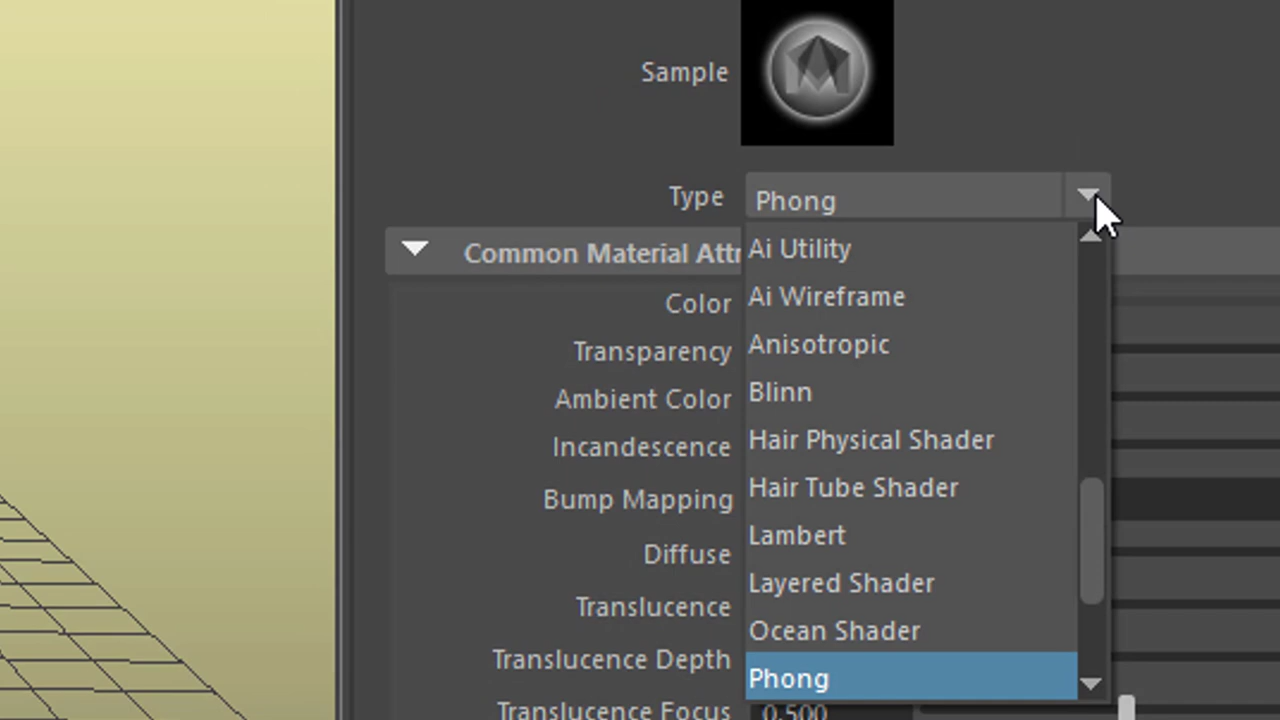 Sample
Type Phong
Common Material Attr
Ai Utility
Ai Wireframe
Anisotropic
Blinn
Hair Physical Shader
Hair Tube Shader
Lambert
Layered Shader
Ocean Shader
Phong
Color
Transparency
Ambient Color
Incandescence
Bump Mapping
Diffuse
Translucence
Translucence Depth
Translucence Focus 0.500